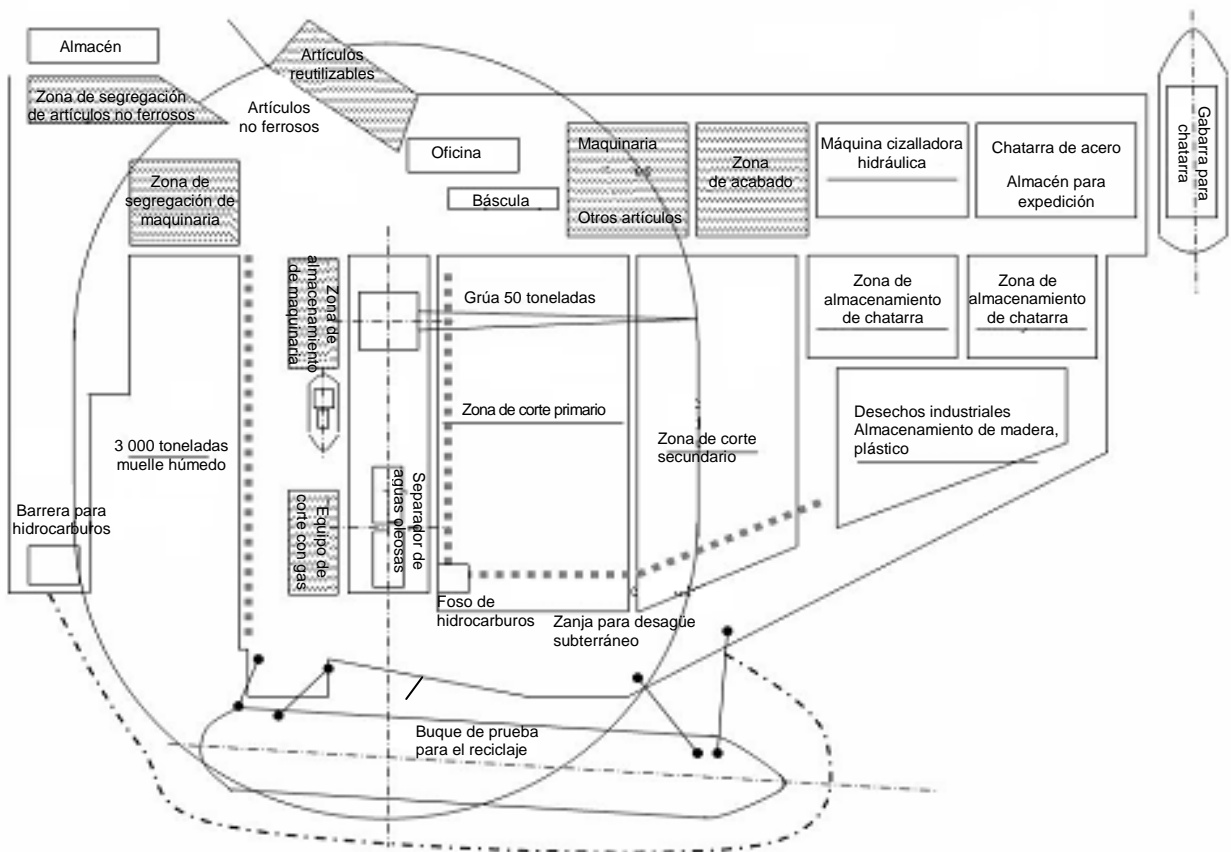 Almacén
Zona de segregación
de artículos no ferrosos
Artículos
reutilizables
Artículos
no ferrosos
Oficina
Báscula
Maquinaria
Otros artículos
Zona
de acabado
Máquina cizalladora
hidráulica
Chatarra de acero
Almacén para
expedición
Gabarra para
chatarra
Zona de
segregación de
maquinaria
Zona de
almacenamiento
de maquinaria
Grúa 50 toneladas
Zona de
almacenamiento
de chatarra
Zona de
almacenamiento
de chatarra
Zona de corte primario
Zona de corte
secundario
Desechos industriales
Almacenamiento de madera,
plástico
3 000 toneladas
muelle húmedo
Separador de
aguas oleosas
Equipo de
corte con gas
Barrera para
hidrocarburos
Foso de
hidrocarburos
Zanja para desagüe
subterráneo
Buque de prueba
para el reciclaje